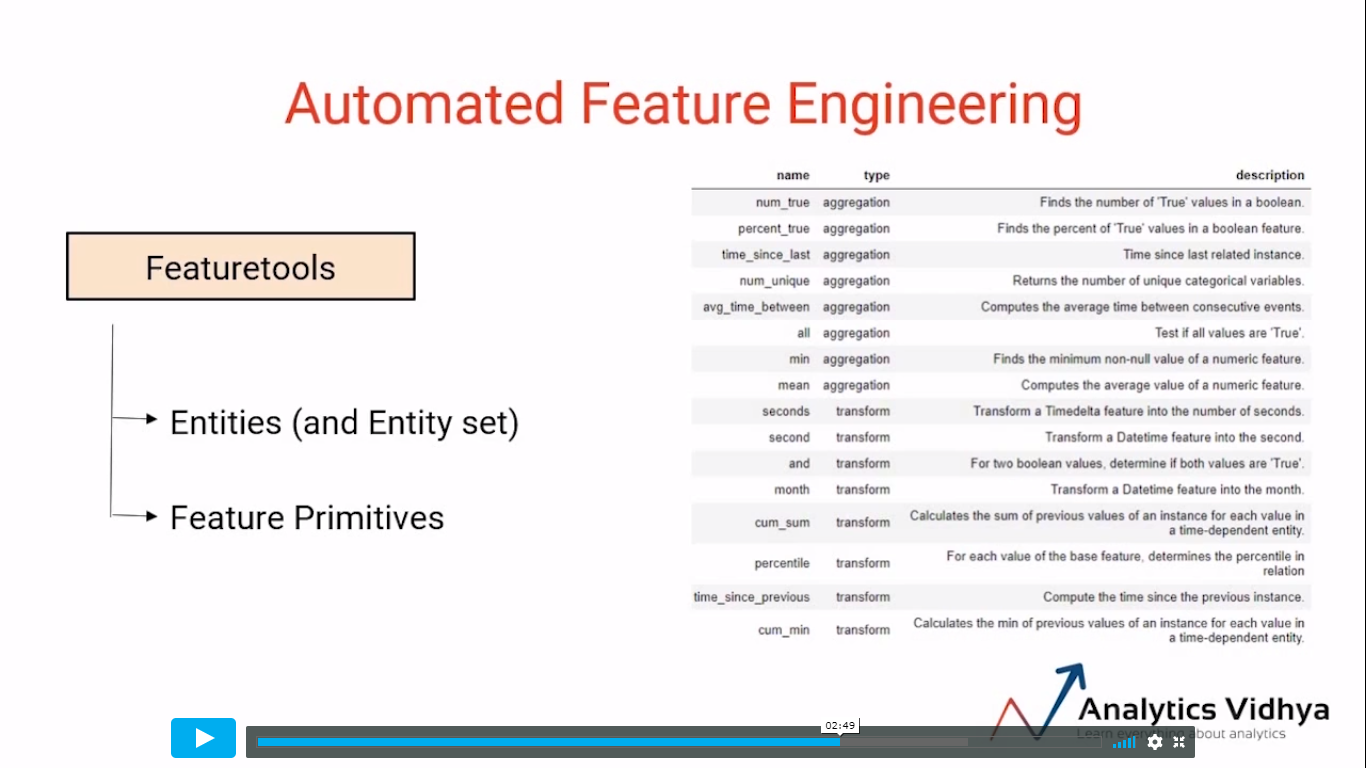 Automated Feature Engineering
Featuretools
Entities (and Entity set)
Feature Primitives
name type description
num_true aggregation Finds the number of 'True' values in a boolean.
percent_true aggregation Finds the percent of 'True' values in a boolean feature.
time_since_last aggregation Time since last related instance.
num_unique aggregation Returns the number of unique categorical variables.
avg_time_between aggregation Computes the average time between consecutive events.
all aggregation Test if all values are 'True'.
min aggregation Finds the minimum non-null value of a numeric feature.
mean aggregation Computes the average value of a numeric feature.
seconds transform Transform a Timedelta feature into the number of seconds.
second transform Transform a Datetime feature into the second.
and transform For two boolean values, determine if both values are 'True'.
month transform Transform a Datetime feature into the month.
cum_sum transform Calculates the sum of previous values of an instance for each value in
a time-dependent entity.
percentile transform For each value of the base feature, determines the percentile in
relation
time_since_previous transform Compute the time since the previous instance.
cum_min transform Calculates the min of previous values of an instance for each value in
a time-dependent entity.
Analytics Vidhya
Learn everything about analytics
02:49